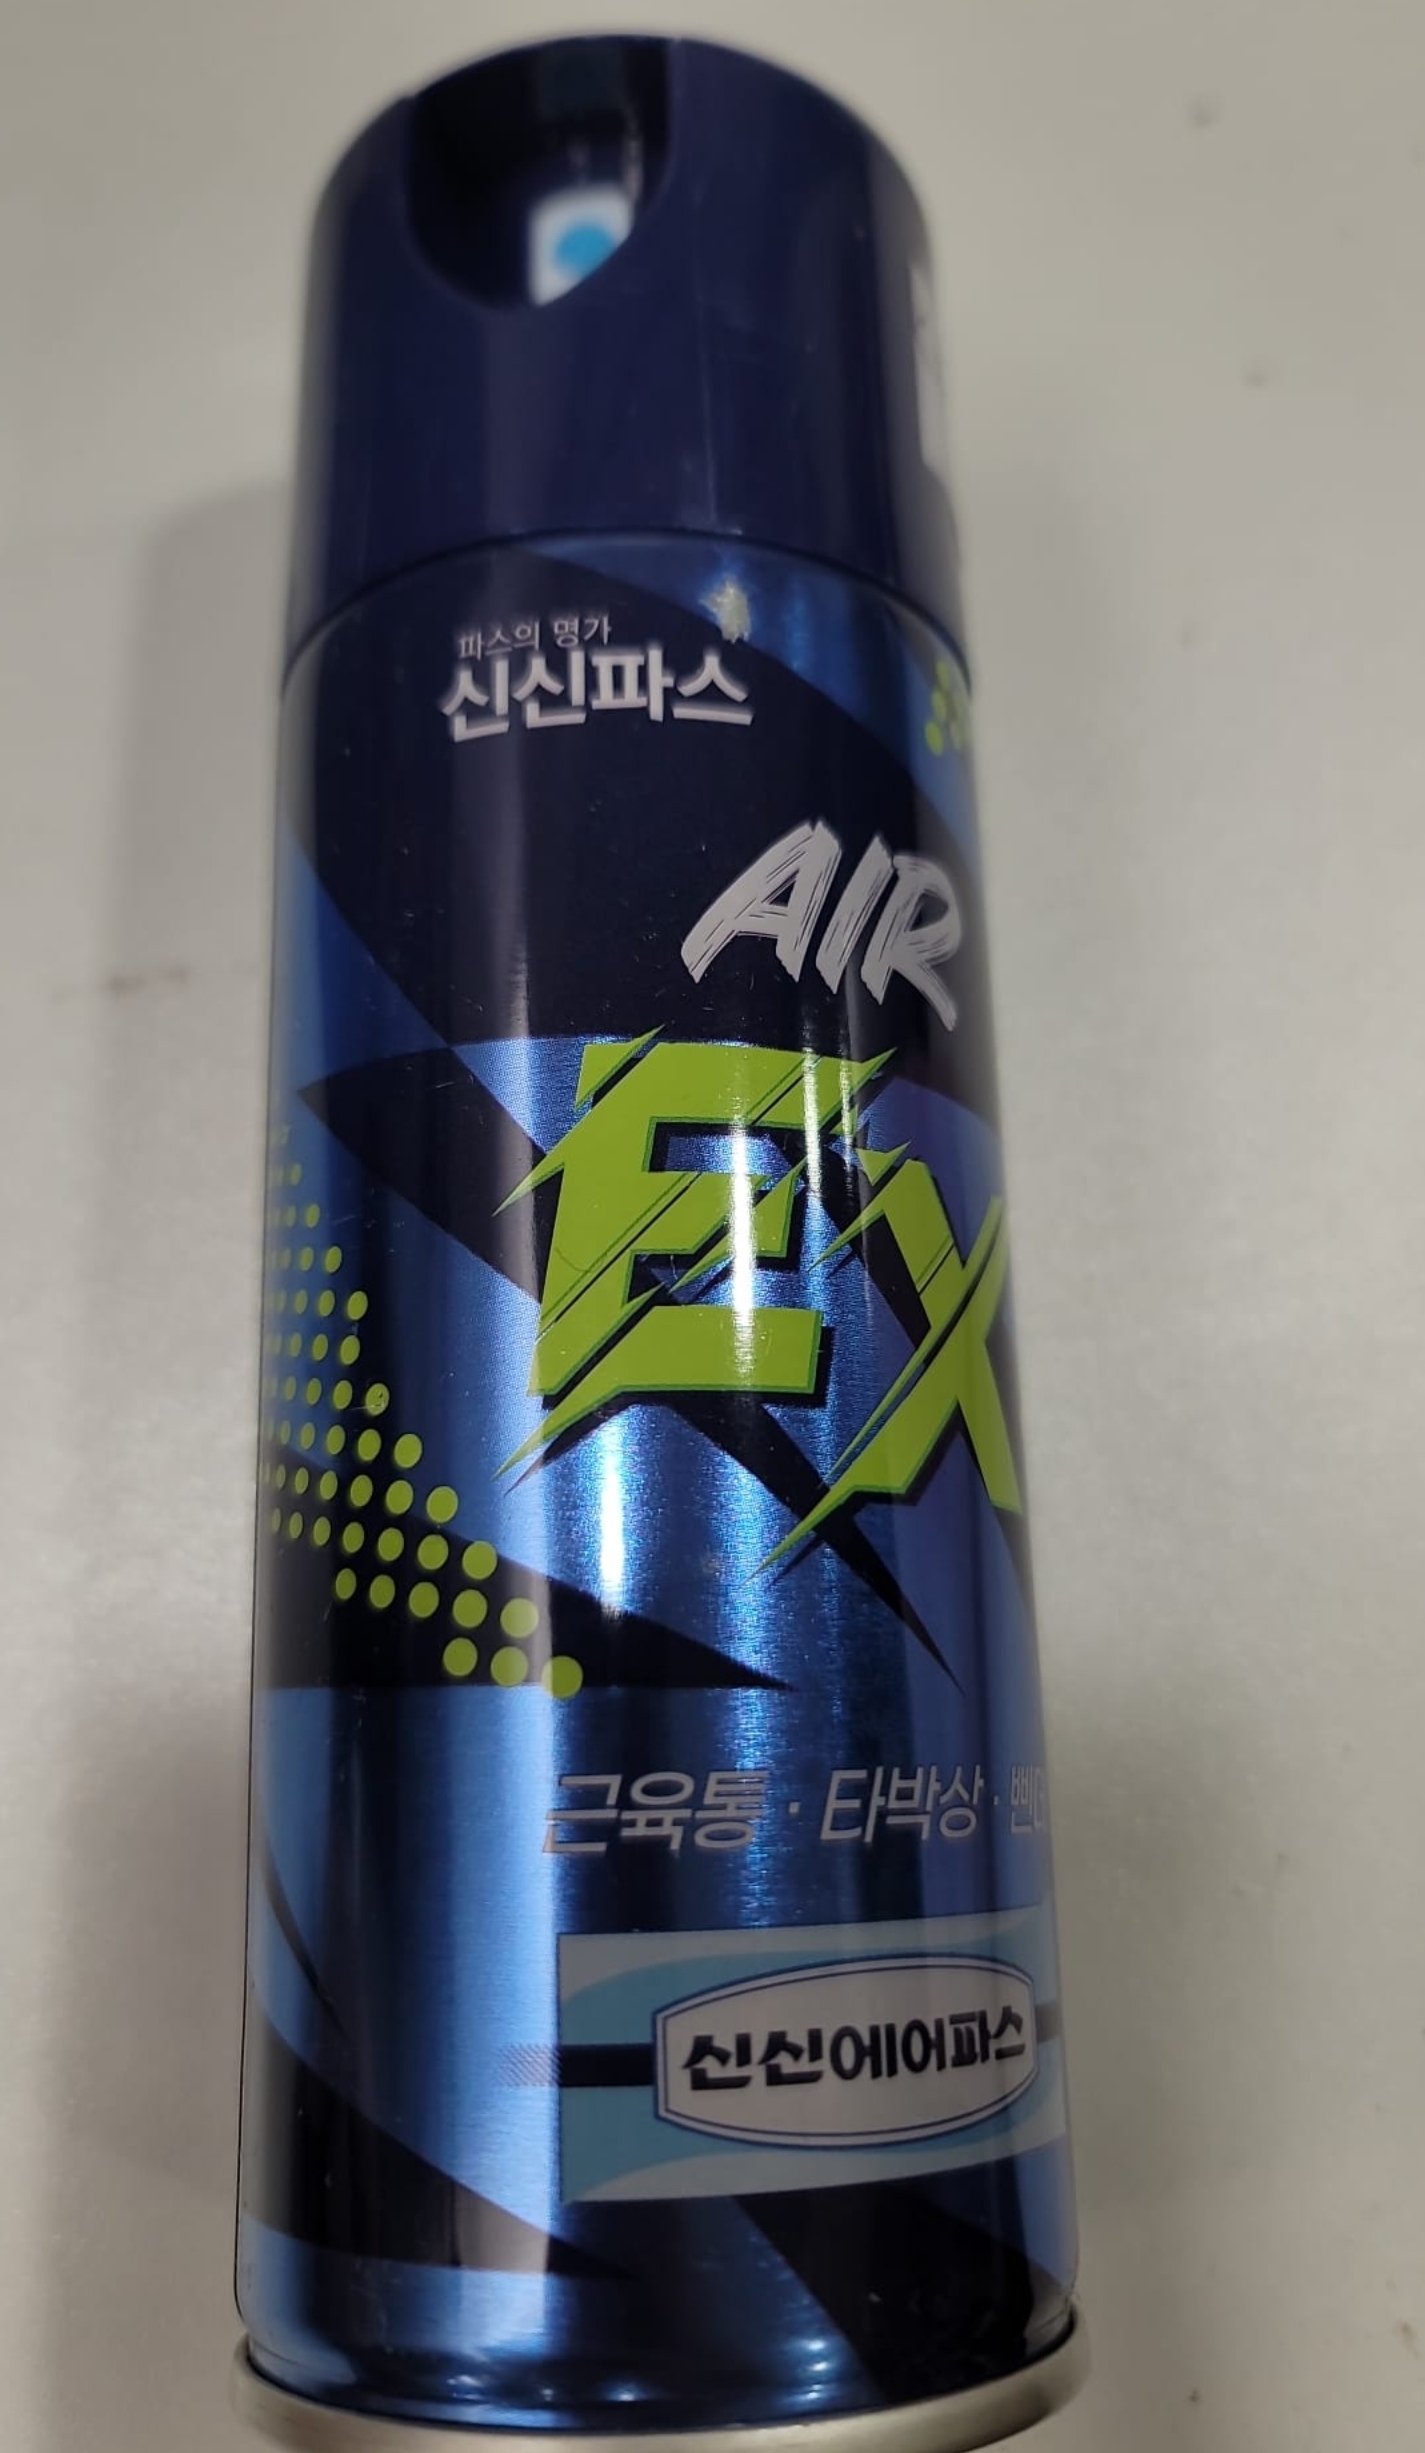 파스의 명가
신신파스
AIR
EX
근육통 · 타박상 ·
신신에어파스